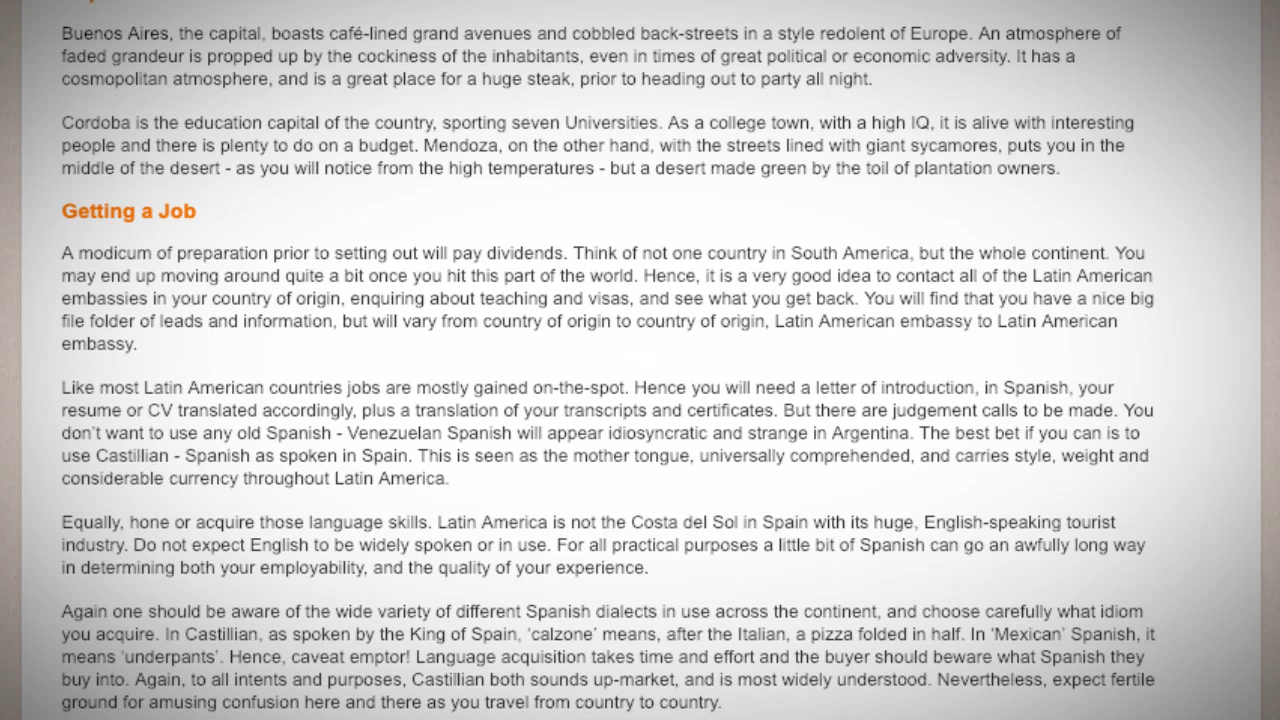 Buenos Aires, the capital, boasts café-lined grand avenues and cobbled back-streets in a style redolent of Europe. An atmosphere of
faded grandeur is propped up by the cockiness of the inhabitants, even in times of great political or economic adversity. It has a
cosmopolitan atmosphere, and is a great place for a huge steak, prior to heading out to party all night.
Cordoba is the education capital of the country, sporting seven Universities. As a college town, with a high IQ, it is alive with interesting
people and there is plenty to do on a budget. Mendoza, on the other hand, with the streets lined with giant sycamores, puts you in the
middle of the desert - as you will notice from the high temperatures - but a desert made green by the toil of plantation owners.
Getting a Job
A modicum of preparation prior to setting out will pay dividends. Think of not one country in South America, but the whole continent. You
may end up moving around quite a bit once you hit this part of the world. Hence, it is a very good idea to contact all of the Latin American
embassies in your country of origin, enquiring about teaching and visas, and see what you get back. You will find that you have a nice big
file folder of leads and information, but will vary from country of origin to country of origin, Latin American embassy to Latin American
embassy.
Like most Latin American countries jobs are mostly gained on-the-spot. Hence you will need a letter of introduction, in Spanish, your
resume or CV translated accordingly, plus a translation of your transcripts and certificates. But there are judgement calls to be made. You
don't want to use any old Spanish - Venezuelan Spanish will appear idiosyncratic and strange in Argentina. The best bet if you can is to
use Castillian - Spanish as spoken in Spain. This is seen as the mother tongue, universally comprehended, and carries style, weight and
considerable currency throughout Latin America.
Equally, hone or acquire those language skills. Latin America is not the Costa del Sol in Spain with its huge, English-speaking tourist
industry. Do not expect English to be widely spoken or in use. For all practical purposes a little bit of Spanish can go an awfully long way
in determining both your employability, and the quality of your experience.
Again one should be aware of the wide variety of different Spanish dialects in use across the continent, and choose carefully what idiom
you acquire. In Castillian, as spoken by the King of Spain, 'calzone' means, after the Italian, a pizza folded in half. In 'Mexican' Spanish, it
means 'underpants'. Hence, caveat emptor! Language acquisition takes time and effort and the buyer should beware what Spanish they
buy into. Again, to all intents and purposes, Castillian both sounds up-market, and is most widely understood. Nevertheless, expect fertile
ground for amusing confusion here and there as you travel from country to country.